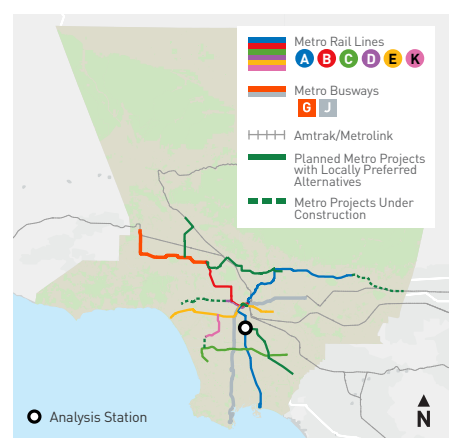 Metro Rail Lines
A B C D E K
Metro Busways
G J
Amtrak/Metrolink
Planned Metro Projects
with Locally Preferred
Alternatives
Metro Projects Under
Construction
Analysis Station
N